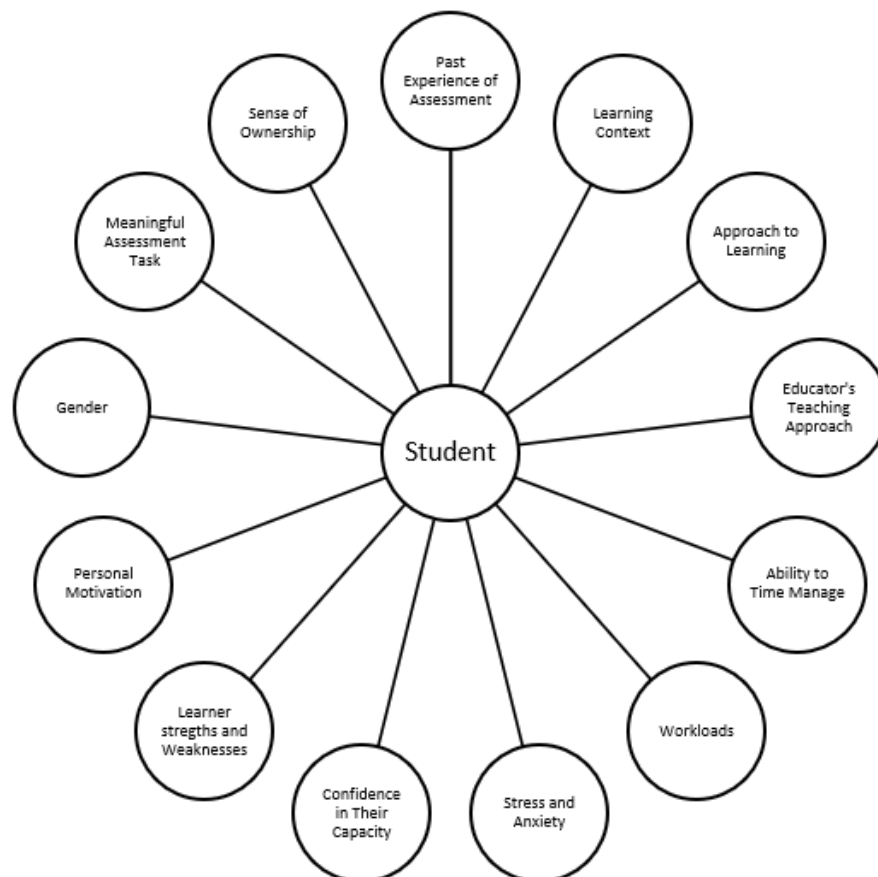 Past
Experience of
Assessment
Learning
Context
Approach to
Learning
Educator's
Teaching
Approach
Ability to
Time Manage
Workloads
Stress and
Anxiety
Confidence
in Their
Capacity
Learner
stregths and
Weaknesses
Personal
Motivation
Gender
Meaningful
Assessment
Task
Sense of
Ownership
Student